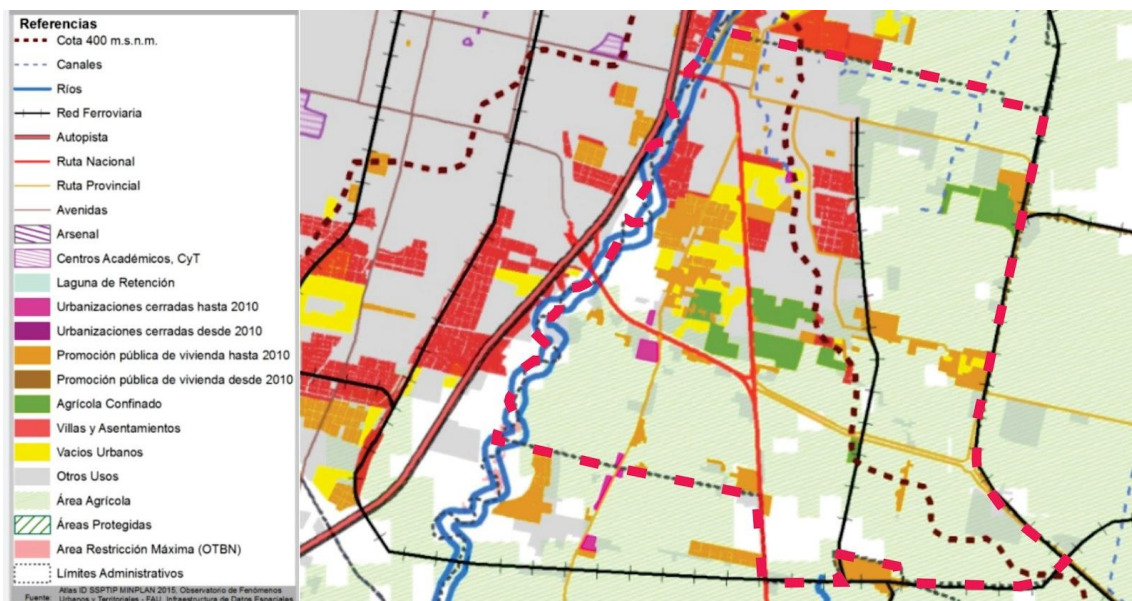 Referencias
Cota 400 m.s.n.m.
Canales
Ríos
Red Ferroviaria
Autopista
Ruta Nacional
Ruta Provincial
Avenidas
Arsenal
Centros Académicos, CyT
Laguna de Retención
Urbanizaciones cerradas hasta 2010
Urbanizaciones cerradas desde 2010
Promoción pública de vivienda hasta 2010
Promoción pública de vivienda desde 2010
Agrícola Confinado
Villas y Asentamientos
Vacios Urbanos
Otros Usos
Área Agrícola
Áreas Protegidas
Area Restricción Máxima (OTBN)
Límites Administrativos
Fuente: Atlas ID SSPTIP MINPLAN 2015, Observatorio de Fenómenos
Urbanos y Territoriales - FAU, Infraestructura de Datos Espaciales